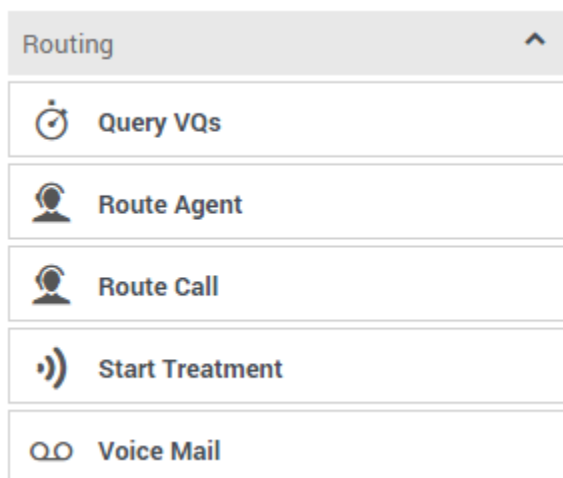 Routing
Query VQs
Route Agent
Route Call
Start Treatment
Voice Mail